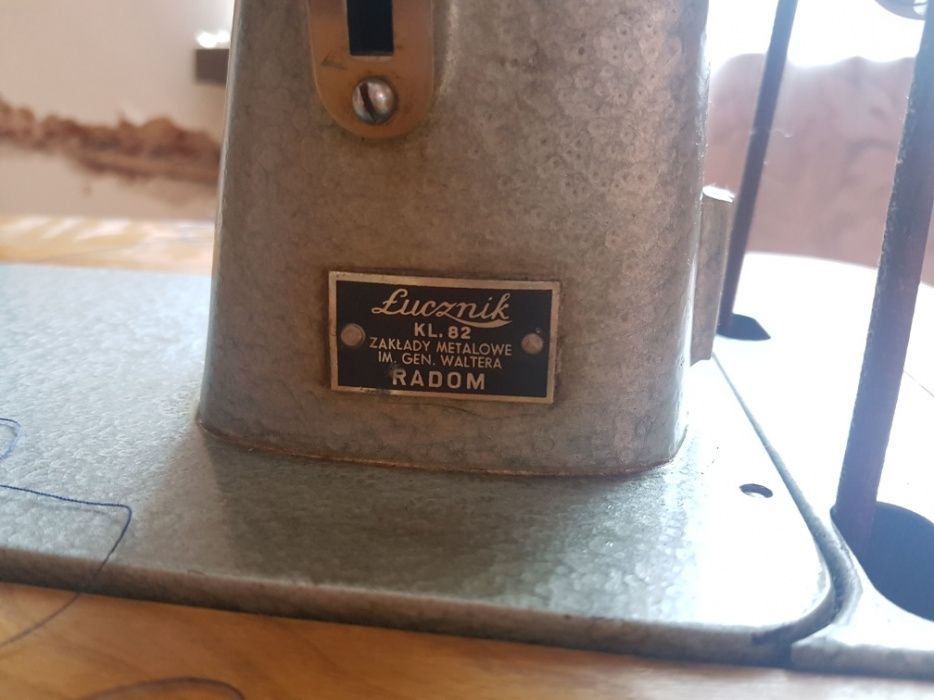 Łucznik
KL. 82
ZAKŁADY METALOWE
IM. GEN. WALTERA
RADOM